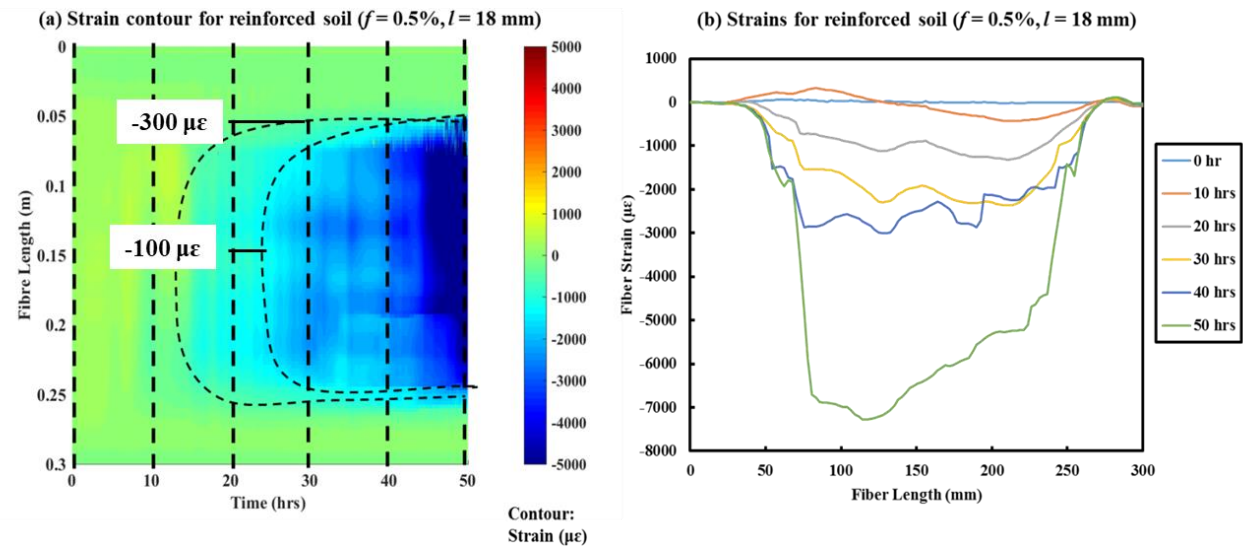 (a) Strain contour for reinforced soil (f = 0.5%, l = 18 mm)
0
0.05
0.1
0.15
0.2
0.25
0.3
Fibre Length (m)
-300 με
-100 με
0
10
20
30
40
50
Time (hrs)
5000
4000
3000
2000
1000
0
-1000
-2000
-3000
-4000
-5000
Contour:
Strain (με)
(b) Strains for reinforced soil (f = 0.5%, l = 18 mm)
1000
0
-1000
-2000
-3000
-4000
-5000
-6000
-7000
-8000
Fiber Strain (με)
0
50
100
150
200
250
300
Fiber Length (mm)
0 hr
10 hrs
20 hrs
30 hrs
40 hrs
50 hrs